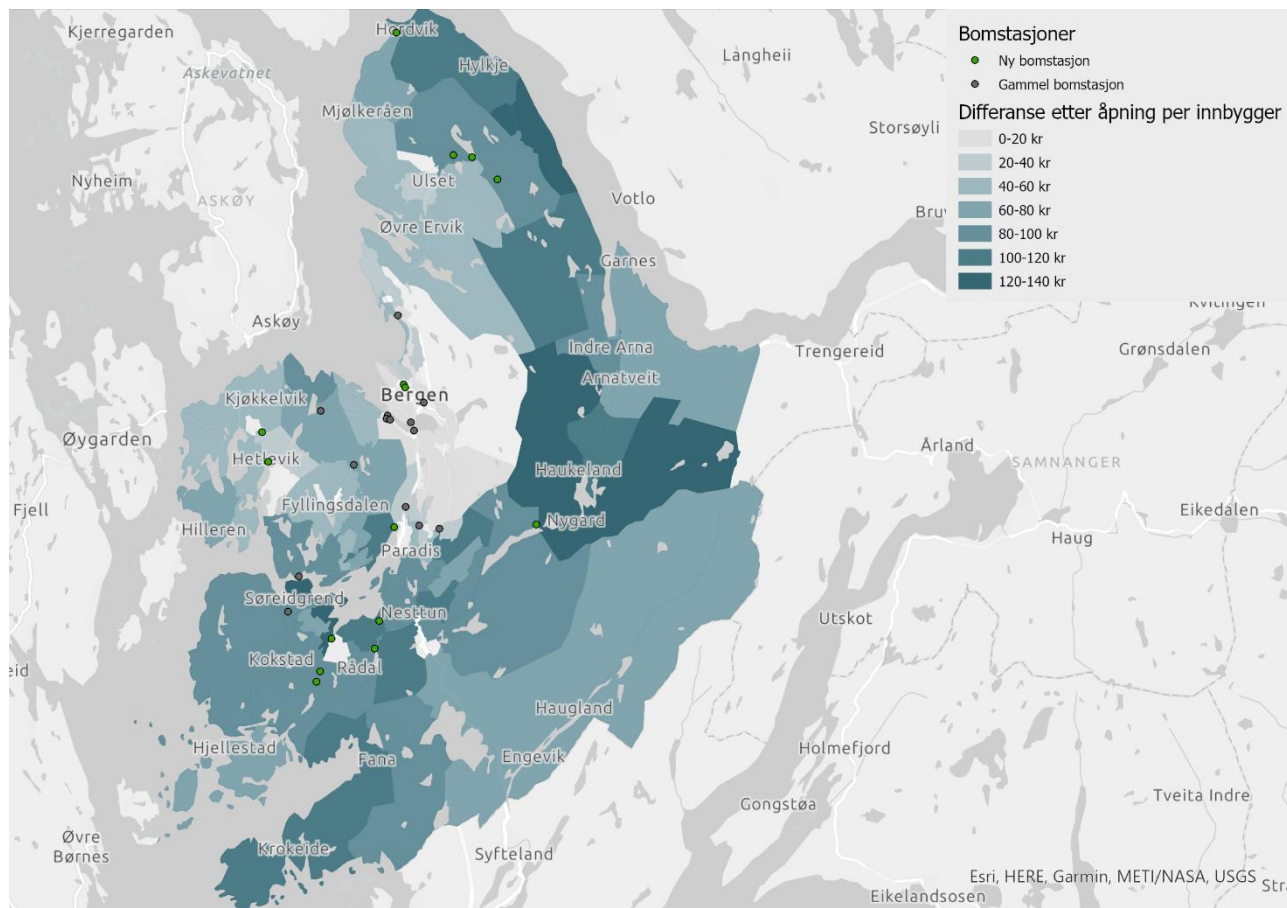 Kjerregarden
Askevatnet
Nyheim
ASKØY
Askøy
Øygarden
Fjell
eid
Øvre
Børnes
Hordvik
Hylkje
Mjølkeråen
Ulset
Øvre Ervik
Garnes
Indre Arna
Arnatveit
Bergen
Kjøkkelvik
Hetlevik
Fyllingsdalen
Hilleren
Haukeland
Nygard
Paradis
Søreidgrend
Nesttun
Kokstad
Rådal
Haugland
Hjellestad
Fana
Engevik
Krokeide
Syfteland
Langheii
Storsøyli
Votlo
Bruv
Trengereid
Kvitingen
Grønsdalen
Årland
SAMNANGER
Eikedalen
Haug
Utskot
Holmefjord
Gongstøa
Tveita Indre
Eikelandsosen
Stra
Bomstasjoner
Ny bomstasjon
Gammel bomstasjon
Differanse etter åpning per innbygger
0-20 kr
20-40 kr
40-60 kr
60-80 kr
80-100 kr
100-120 kr
120-140 kr
Esri, HERE, Garmin, METI/NASA, USGS